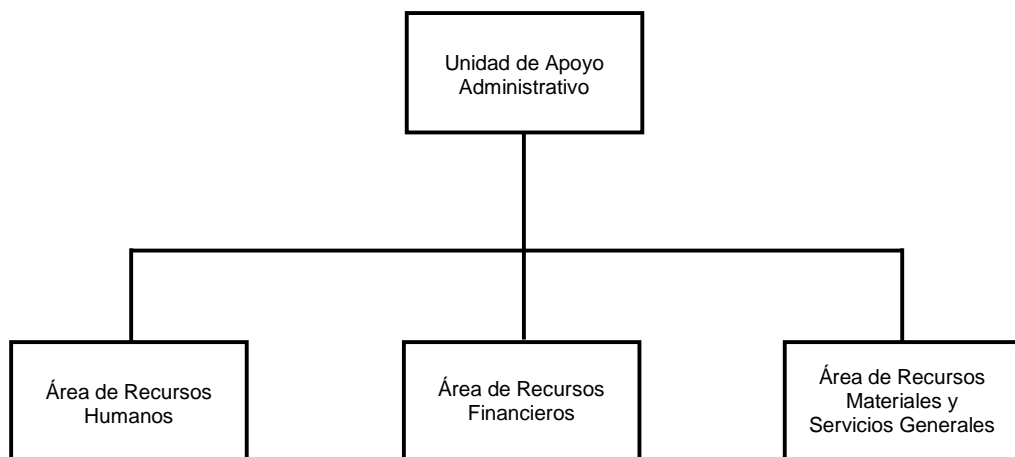 Unidad de Apoyo
Administrativo
Área de Recursos
Humanos
Área de Recursos
Financieros
Área de Recursos
Materiales y
Servicios Generales